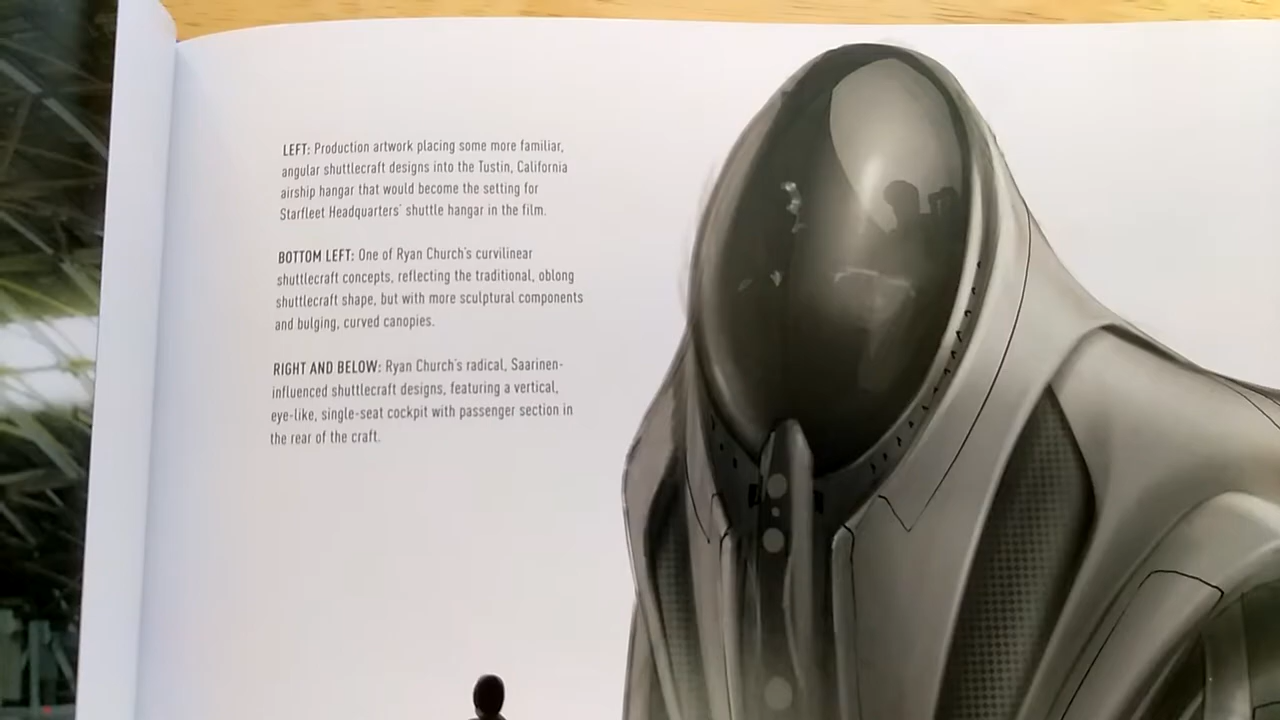 LEFT: Production artwork placing some more familiar,
angular shuttlecraft designs into the Tustin, California
airship hangar that would become the setting for
Starfleet Headquarters' shuttle hangar in the film.
BOTTOM LEFT: One of Ryan Church's curvilinear
shuttlecraft concepts, reflecting the traditional, oblong
shuttlecraft shape, but with more sculptural components
and bulging, curved canopies.
RIGHT AND BELOW: Ryan Church's radical, Saarinen-
influenced shuttlecraft designs, featuring a vertical,
eye-like, single-seat cockpit with passenger section in
the rear of the craft.